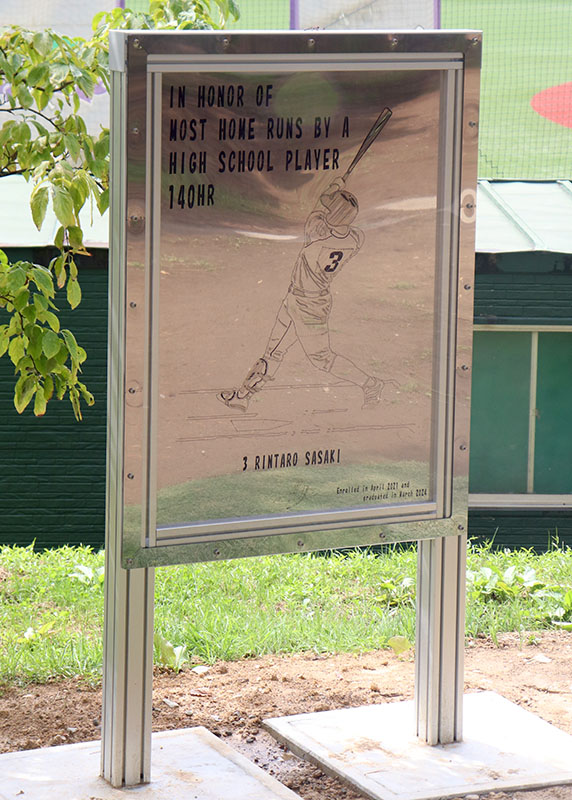 IN HONOR OF
MOST HOME RUNS BY A
HIGH SCHOOL PLAYER
140HR
3
3 RINTARO SASAKI
Enrolled in April 2021 and
graduated in March 2024